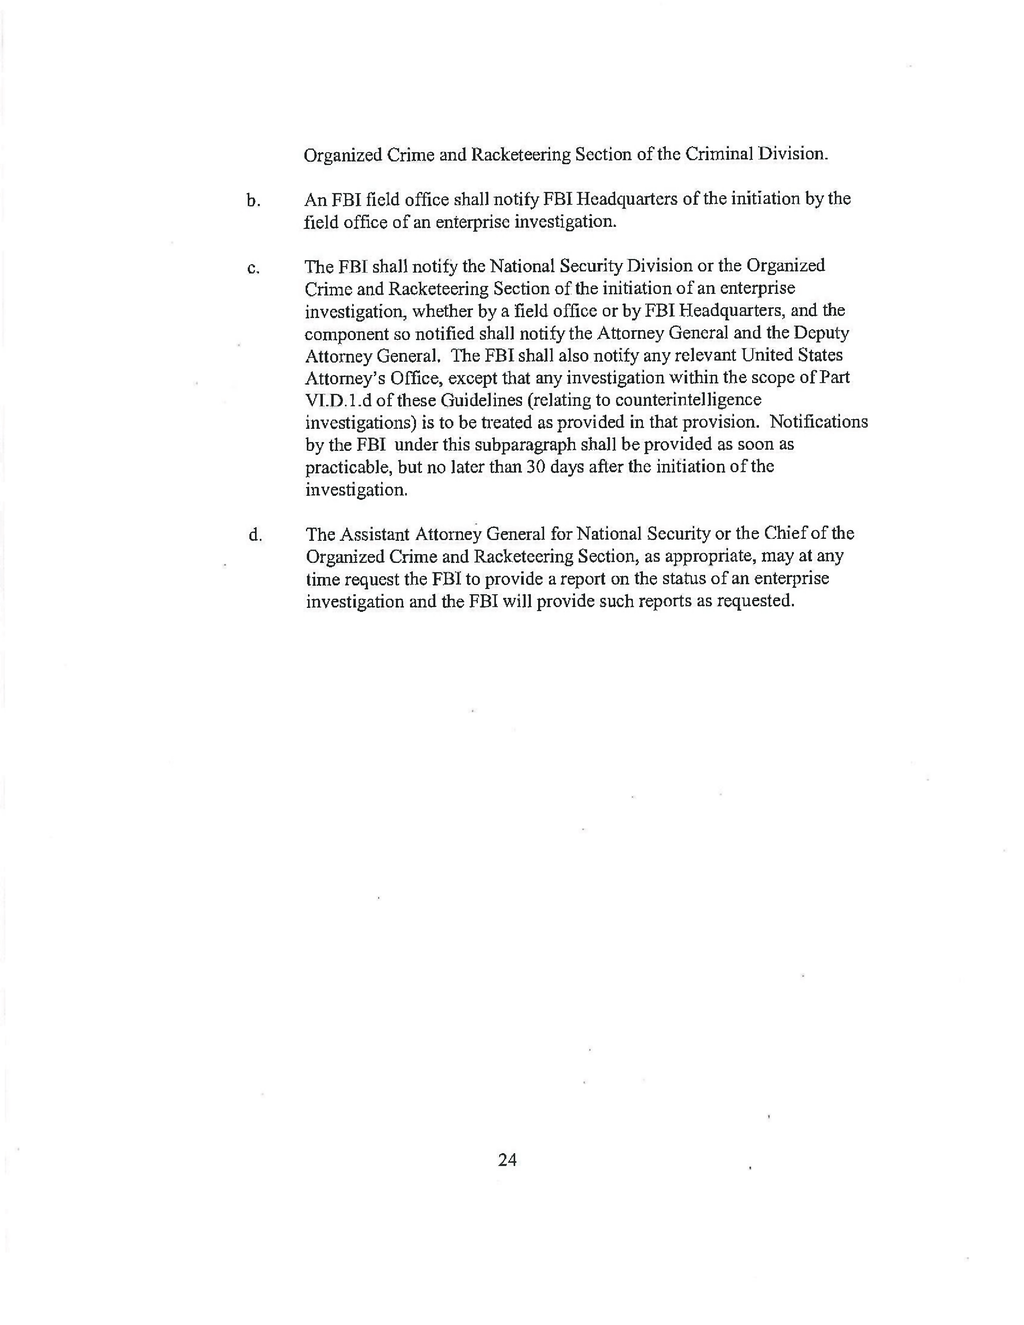 Organized Crime and Racketeering Section of the Criminal Division.
b. An FBI field office shall notify FBI Headquarters of the initiation by the
field office of an enterprise investigation.
c. The FBI shall notify the National Security Division or the Organized
Crime and Racketeering Section of the initiation of an enterprise
investigation, whether by a field office or by FBI Headquarters, and the
component so notified shall notify the Attorney General and the Deputy
Attorney General. The FBI shall also notify any relevant United States
Attorney's Office, except that any investigation within the scope of Part
VI.D.1.d of these Guidelines (relating to counterintelligence
investigations) is to be treated as provided in that provision. Notifications
by the FBI under this subparagraph shall be provided as soon as
practicable, but no later than 30 days after the initiation of the
investigation.
d. The Assistant Attorney General for National Security or the Chief of the
Organized Crime and Racketeering Section, as appropriate, may at any
time request the FBI to provide a report on the status of an enterprise
investigation and the FBI will provide such reports as requested.
24